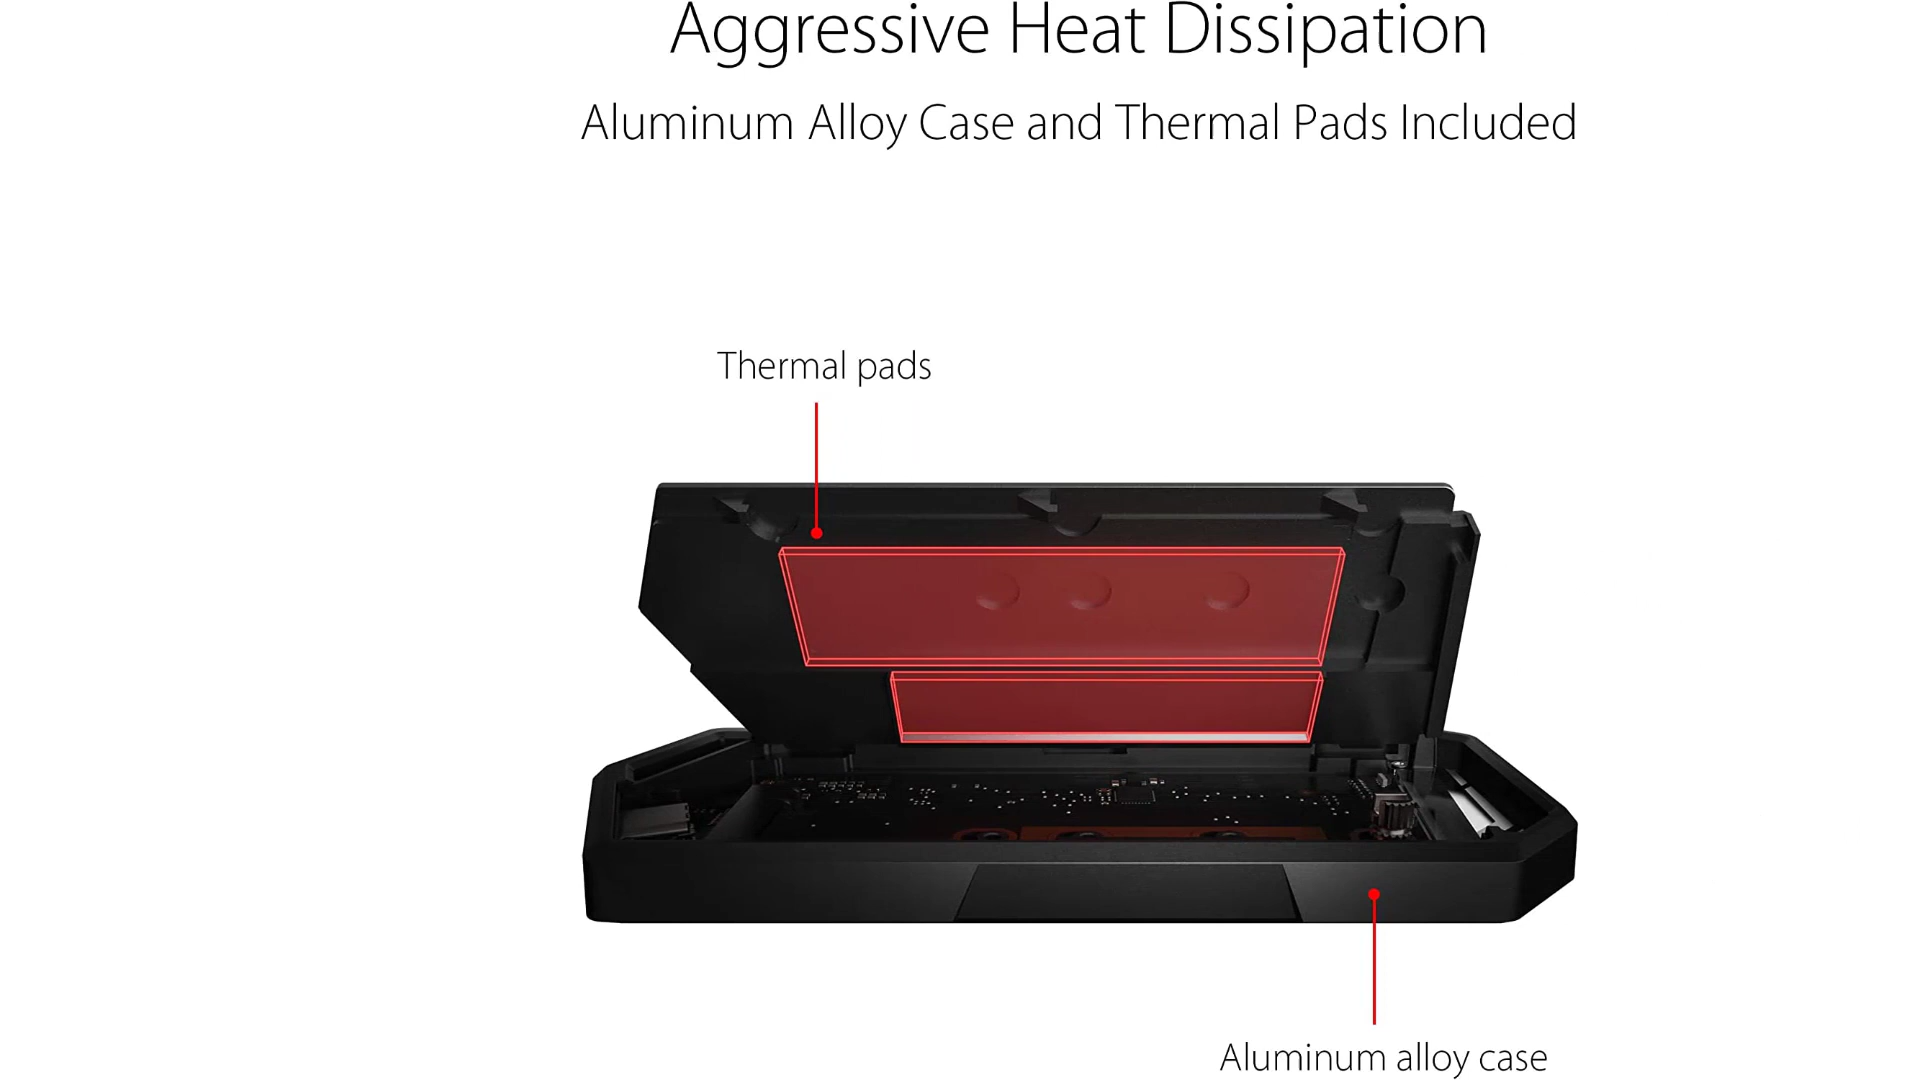 Aggressive Heat Dissipation
Aluminum Alloy Case and Thermal Pads Included
Thermal pads
Aluminum alloy case